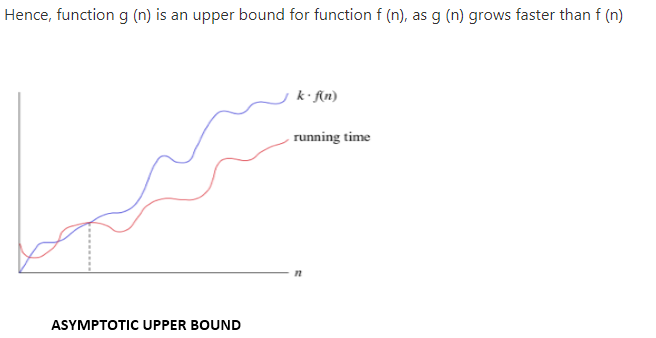 Hence, function g (n) is an upper bound for function f (n), as g (n) grows faster than f (n)
k · f(n)
running time
n
ASYMPTOTIC UPPER BOUND